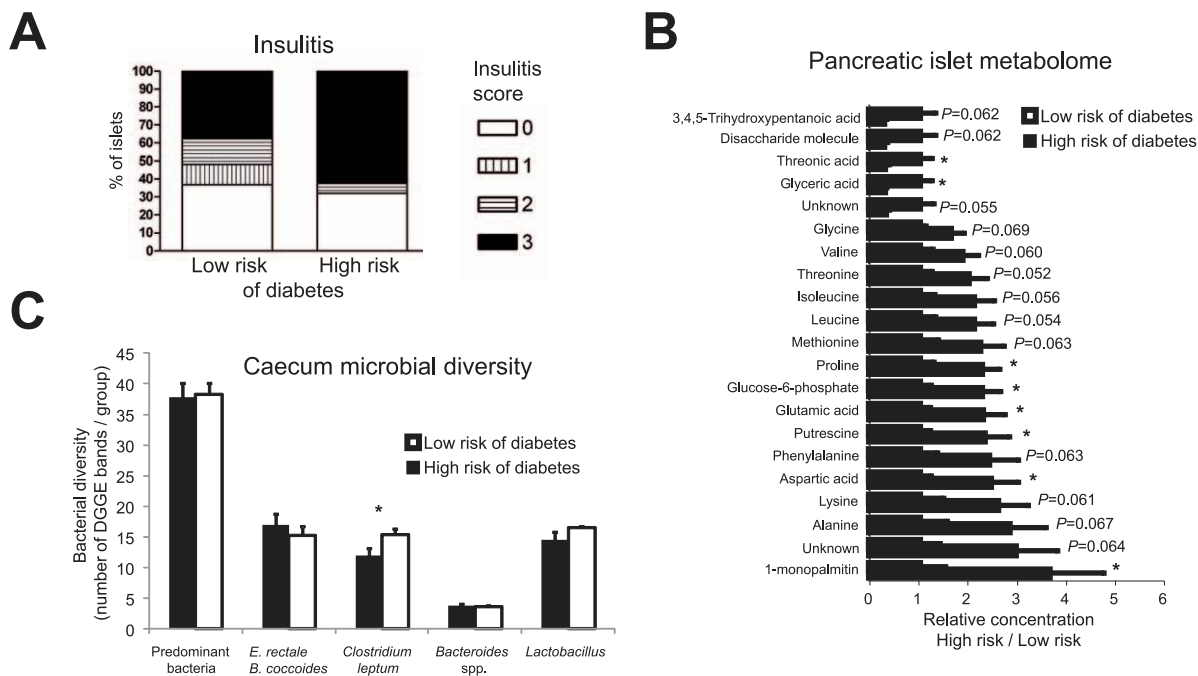 A
Insulitis
100
90
80
70
60
50
40
30
20
10
0
% of islets
Low risk
High risk
of diabetes
Insulitis
score
0
1
2
3
B
Pancreatic islet metabolome
Low risk of diabetes
High risk of diabetes
3,4,5-Trihydroxypentanoic acid P=0.062
Disaccharide molecule P=0.062
Threonic acid *
Glyceric acid *
Unknown P=0.055
Glycine P=0.069
Valine P=0.060
Threonine P=0.052
Isoleucine P=0.056
Leucine P=0.054
Methionine P=0.063
Proline *
Glucose-6-phosphate *
Glutamic acid *
Putrescine *
Phenylalanine P=0.063
Aspartic acid *
Lysine P=0.061
Alanine P=0.067
Unknown P=0.064
1-monopalmitin *
0 1 2 3 4 5 6
Relative concentration
High risk / Low risk
C
Caecum microbial diversity
45
40
35
30
25
20
15
10
5
0
Bacterial diversity
(number of DGGE bands / group)
Low risk of diabetes
High risk of diabetes
*
Predominant
bacteria
E. rectale
B. coccoides
Clostridium
leptum
Bacteroides
spp.
Lactobacillus